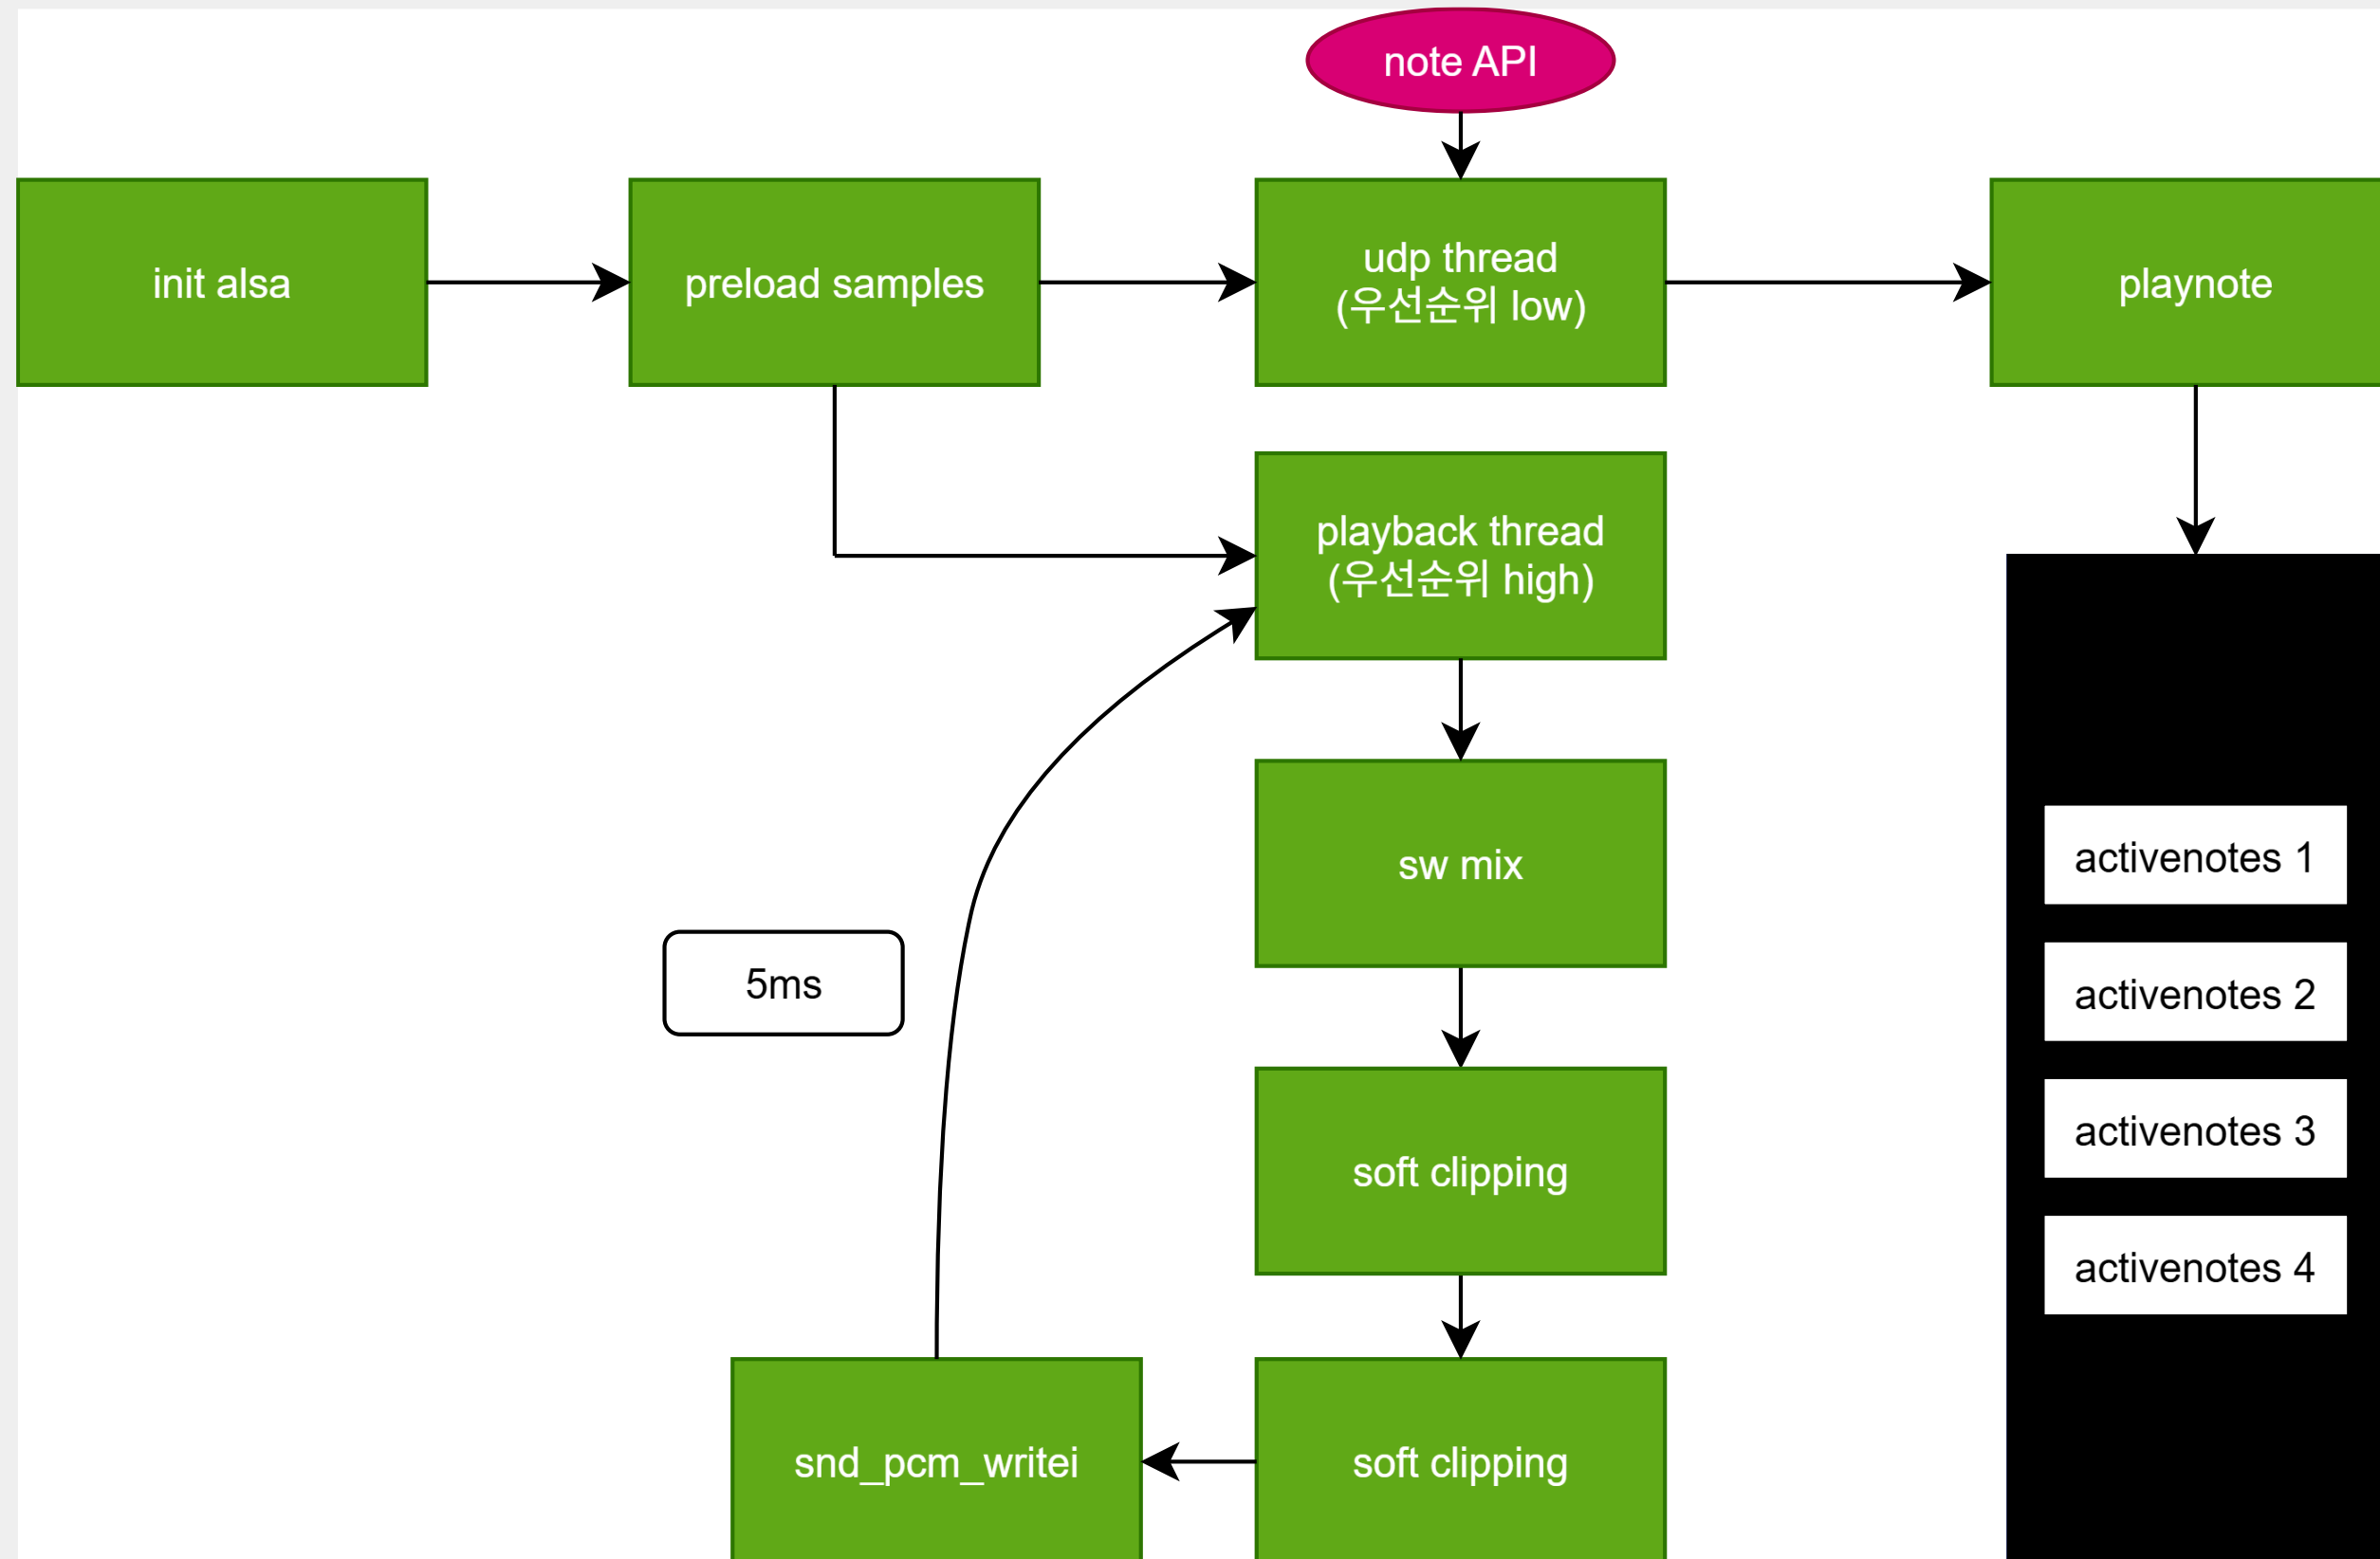 note API
init alsa
preload samples
udp thread
(우선순위 low)
playnote
playback thread
(우선순위 high)
sw mix
activenotes 1
5ms
activenotes 2
soft clipping
activenotes 3
activenotes 4
snd_pcm_writei
soft clipping